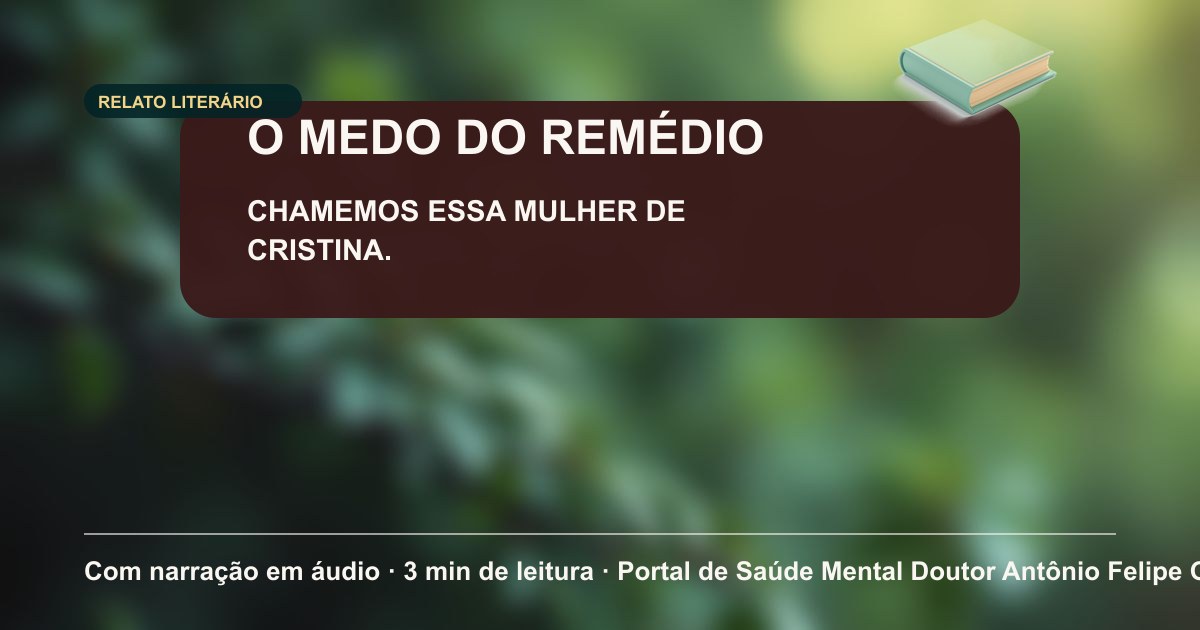 RELATO LITERÁRIO
O MEDO DO REMÉDIO
CHAMEMOS ESSA MULHER DE
CRISTINA.
Com narração em áudio · 3 min de leitura · Portal de Saúde Mental Doutor Antônio Felipe